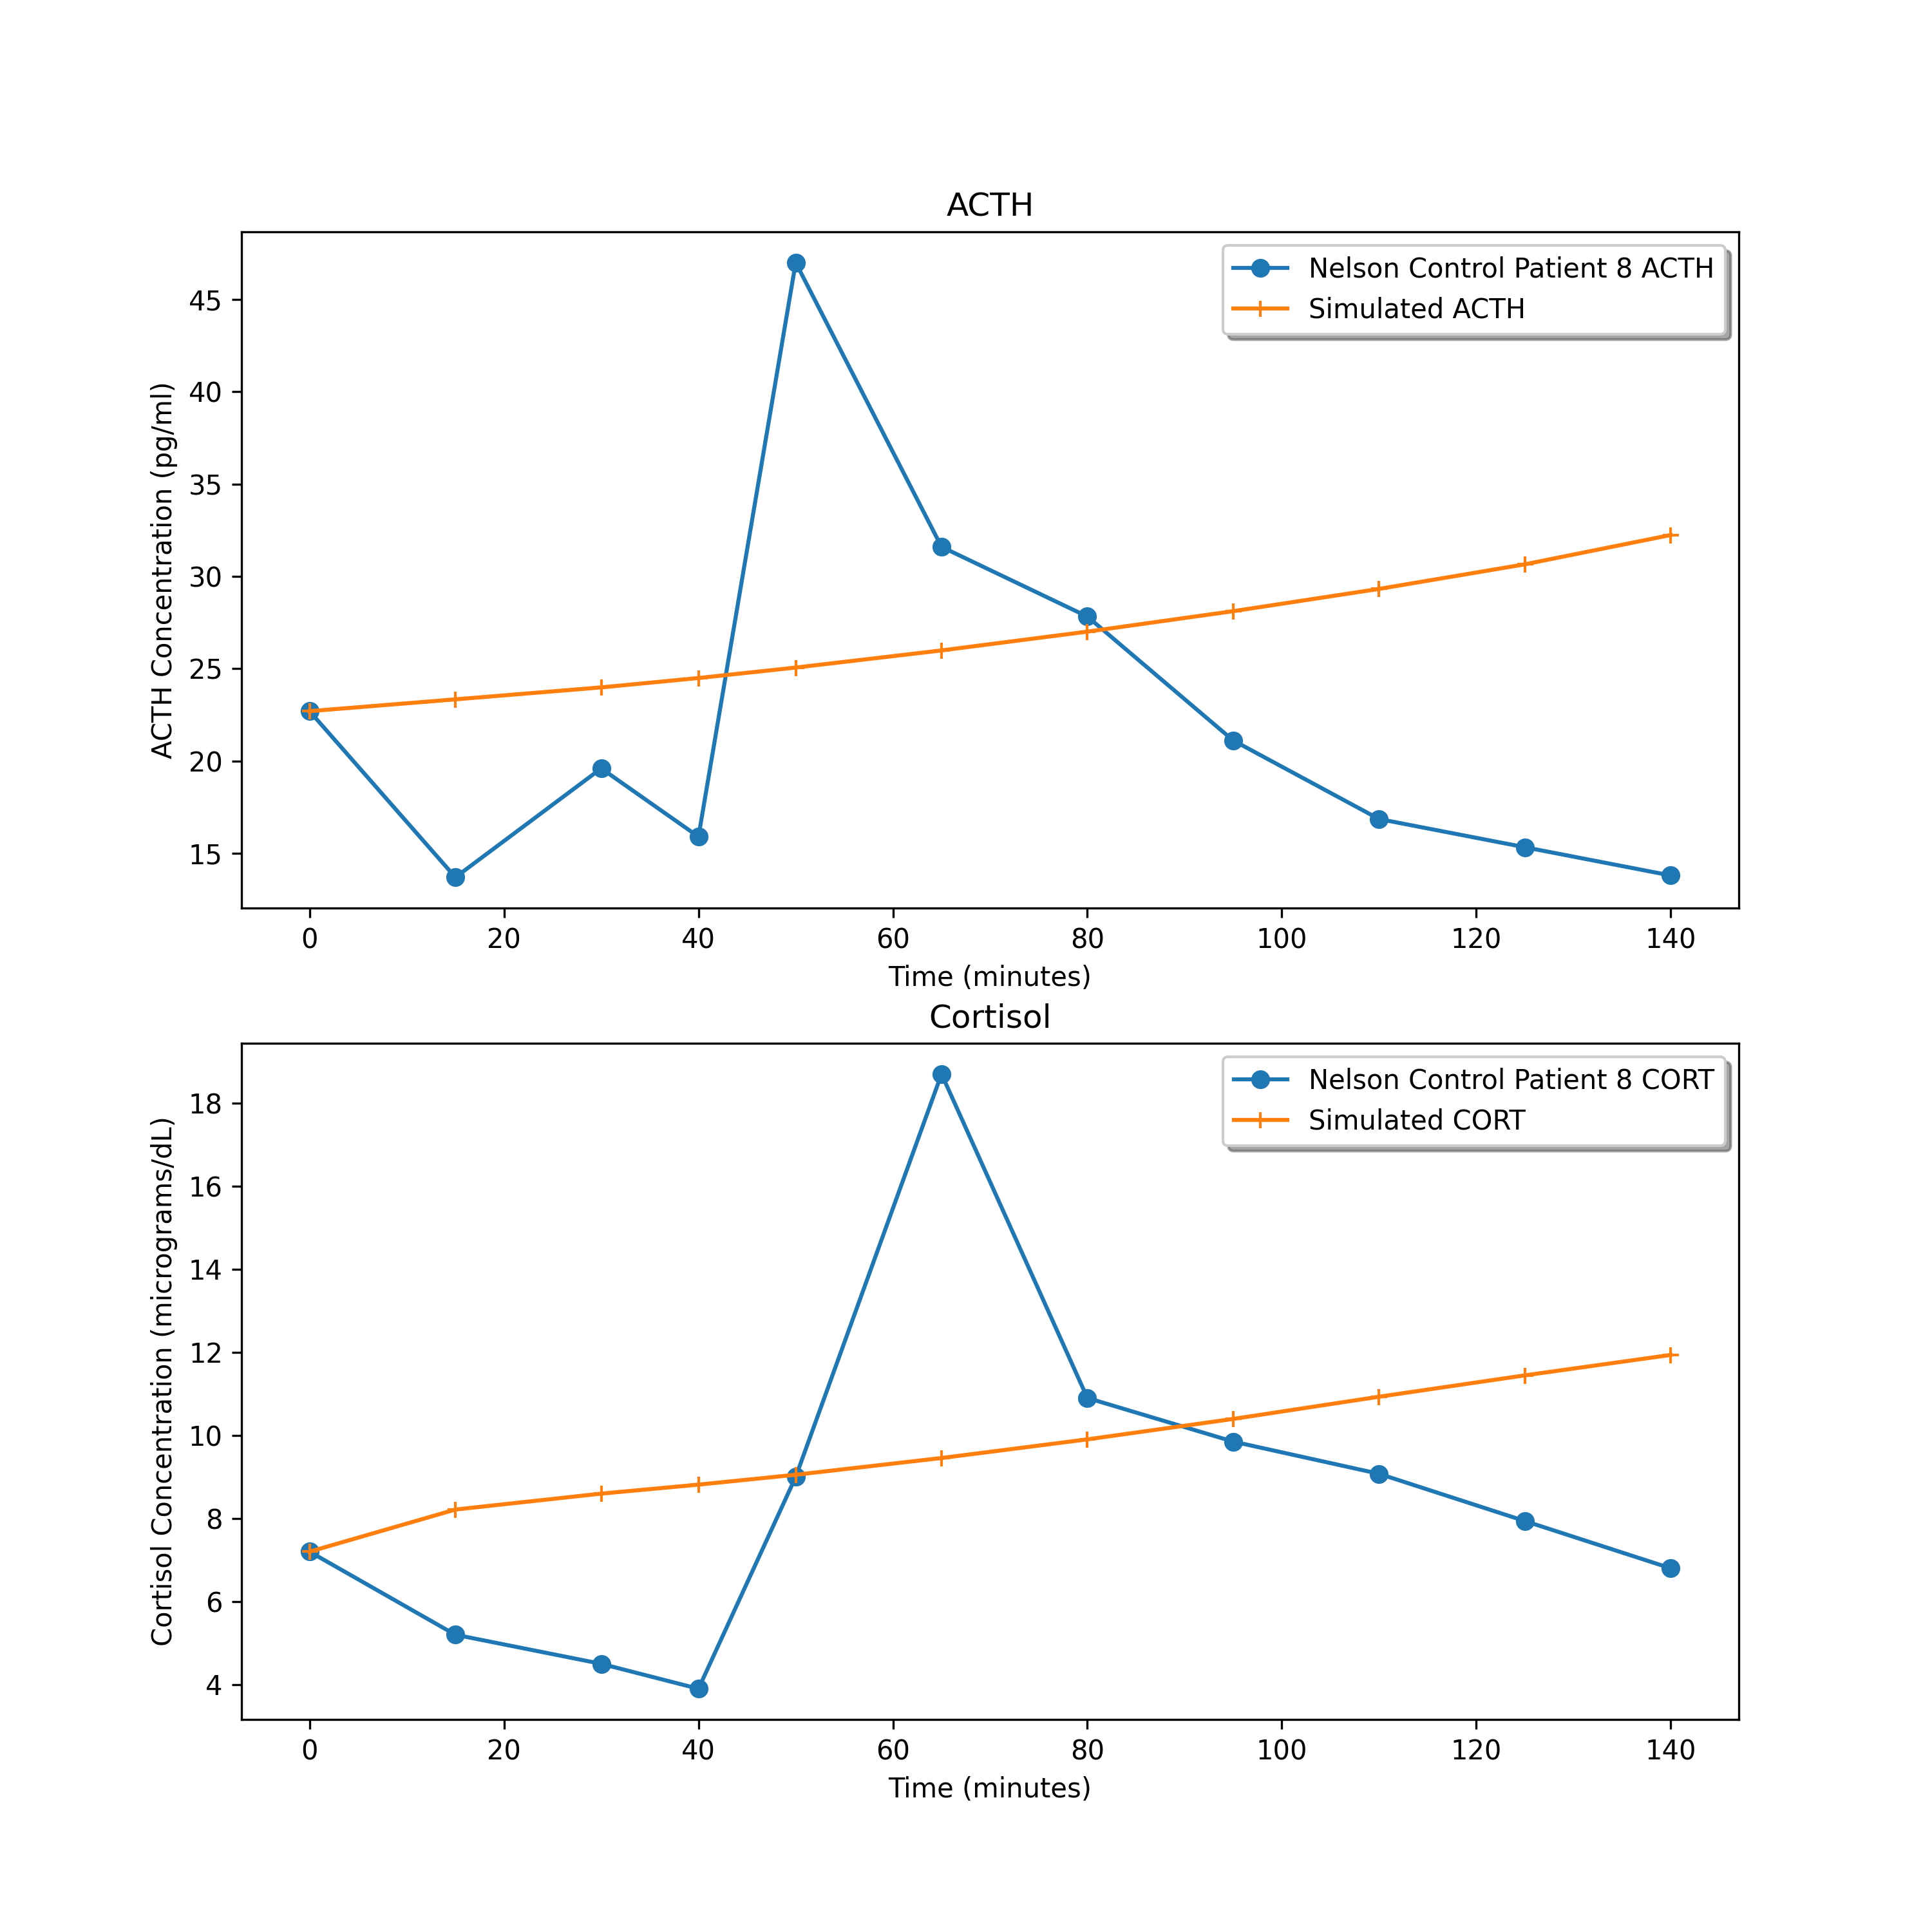 ACTH
Nelson Control Patient 8 ACTH
Simulated ACTH
ACTH Concentration (pg/ml)
45
40
35
30
25
20
15
0 20 40 60 80 100 120 140
Time (minutes)
Cortisol
Nelson Control Patient 8 CORT
Simulated CORT
Cortisol Concentration (micrograms/dL)
18
16
14
12
10
8
6
4
0 20 40 60 80 100 120 140
Time (minutes)